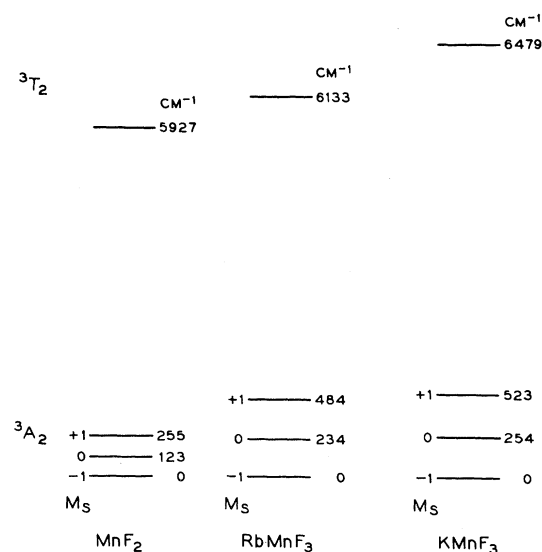 CM⁻¹
6479
³T₂
CM⁻¹
6133
CM⁻¹
5927
+1 523
+1 484
³A₂
+1 255
0 234
0 254
0 123
-1 0
-1 0
-1 0
Mₛ
Mₛ
Mₛ
MnF₂
RbMnF₃
KMnF₃